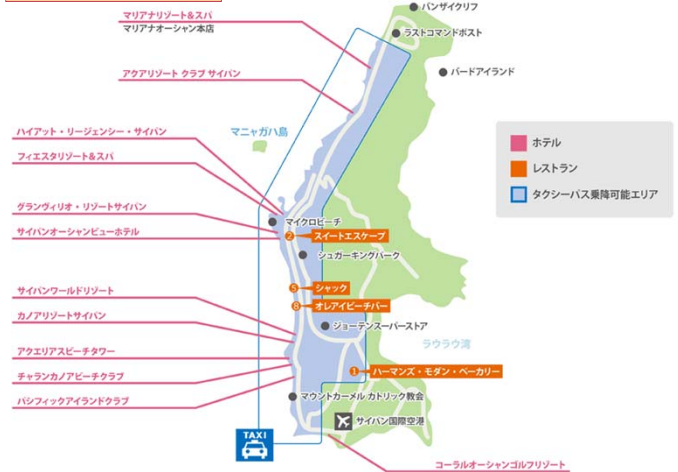 バンザイクリフ
マリアナリゾート&スパ
マリアナオーシャン本店
ラストコマンドポスト
アクアリゾート クラブ サイパン
バードアイランド
ハイアット・リージェンシー・サイパン
マニャガハ島
ホテル
フィエスタリゾート&スパ
レストラン
タクシーパス乗降可能エリア
グランヴィリオ・リゾートサイパン
マイクロビーチ
サイパンオーシャンビューホテル
2 スイートエスケープ
シュガーキングパーク
サイパンワールドリゾート
5 シャック
8 オレアイビーチバー
カノアリゾートサイパン
ジョーテンスーパーストア
ラウラウ湾
アクエリアスビーチタワー
1 ハーマンズ・モダン・ベーカリー
チャランカノアビーチクラブ
パシフィックアイランドクラブ
マウントカーメル カトリック教会
サイパン国際空港
TAXI
コーラルオーシャンゴルフリゾート